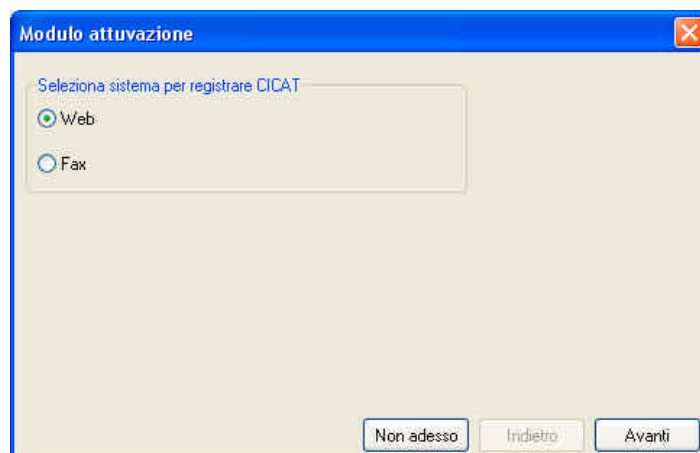 Modulo attuvazione
Seleziona sistema per registrare CICAT
Web
Fax
Non adesso Indietro Avanti